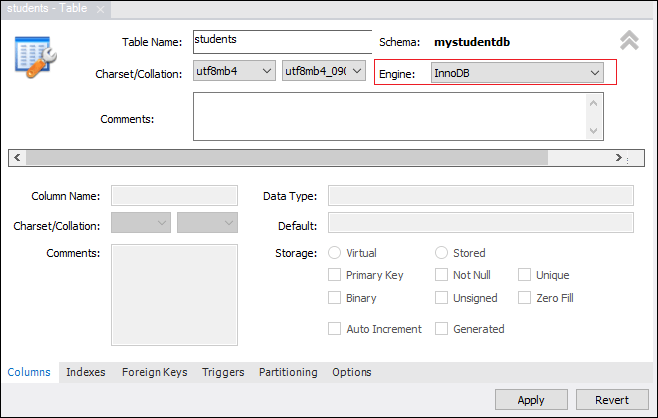 students - Table
Table Name: students Schema: mystudentdb
Charset/Collation: utf8mb4 utf8mb4_090 Engine: InnoDB
Comments:
Column Name: Data Type:
Charset/Collation: Default:
Comments: Storage: Virtual Stored
Primary Key Not Null Unique
Binary Unsigned Zero Fill
Auto Increment Generated
Columns Indexes Foreign Keys Triggers Partitioning Options
Apply Revert